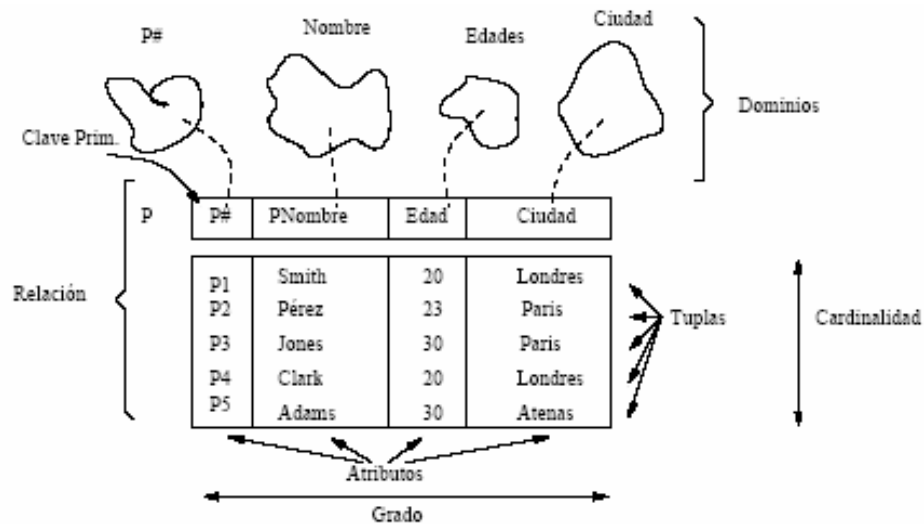 P# Nombre Edades Ciudad
Dominios
Clave Prim.
P P# PNombre Edad Ciudad
Relación
P1 Smith 20 Londres
P2 Pérez 23 Paris
P3 Jones 30 Paris
P4 Clark 20 Londres
P5 Adams 30 Atenas
Tuplas
Cardinalidad
Atributos
Grado